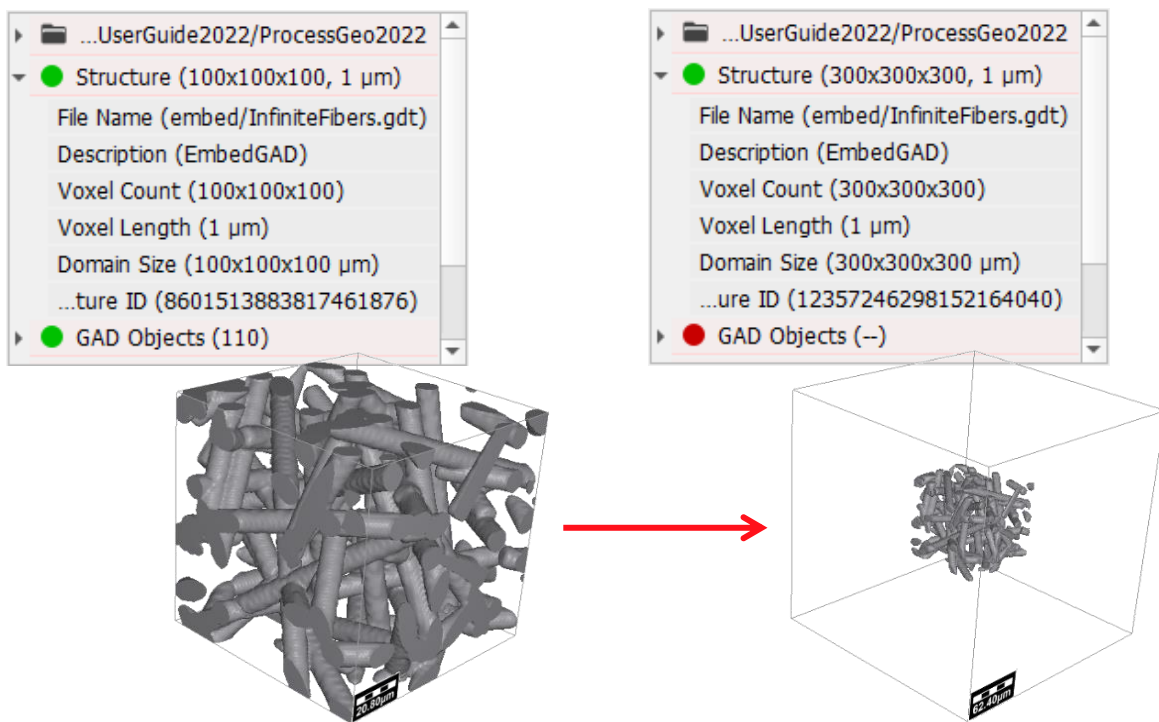 ...UserGuide2022/ProcessGeo2022
Structure (100x100x100, 1 µm)
File Name (embed/InfiniteFibers.gdt)
Description (EmbedGAD)
Voxel Count (100x100x100)
Voxel Length (1 µm)
Domain Size (100x100x100 µm)
...ture ID (8601513883817461876)
GAD Objects (110)
20.80µm
...UserGuide2022/ProcessGeo2022
Structure (300x300x300, 1 µm)
File Name (embed/InfiniteFibers.gdt)
Description (EmbedGAD)
Voxel Count (300x300x300)
Voxel Length (1 µm)
Domain Size (300x300x300 µm)
...ure ID (12357246298152164040)
GAD Objects (--)
62.40µm